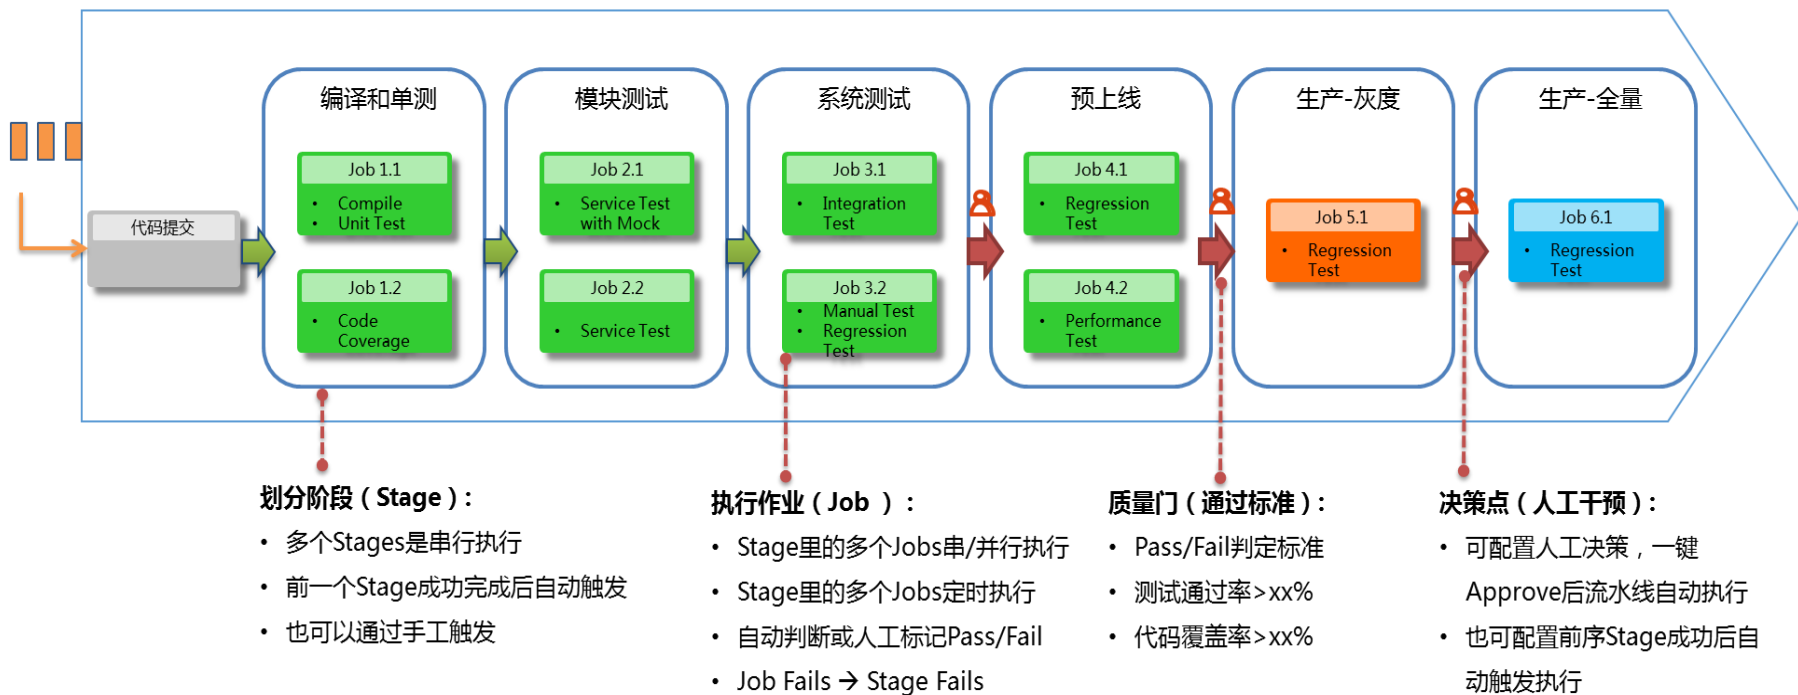 编译和单测
模块测试
系统测试
预上线
生产-灰度
生产-全量
代码提交
Job 1.1
• Compile
• Unit Test
Job 1.2
• Code
Coverage
Job 2.1
• Service Test
with Mock
Job 2.2
• Service Test
Job 3.1
• Integration
Test
Job 3.2
• Manual Test
• Regression
Test
Job 4.1
• Regression
Test
Job 4.2
• Performance
Test
Job 5.1
• Regression
Test
Job 6.1
• Regression
Test
划分阶段（Stage）：
• 多个Stages是串行执行
• 前一个Stage成功完成后自动触发
• 也可以通过手工触发
执行作业（Job ）：
• Stage里的多个Jobs串/并行执行
• Stage里的多个Jobs定时执行
• 自动判断或人工标记Pass/Fail
• Job Fails → Stage Fails
质量门（通过标准）：
• Pass/Fail判定标准
• 测试通过率>xx%
• 代码覆盖率>xx%
决策点（人工干预）：
• 可配置人工决策，一键
Approve后流水线自动执行
• 也可配置前序Stage成功后自
动触发执行